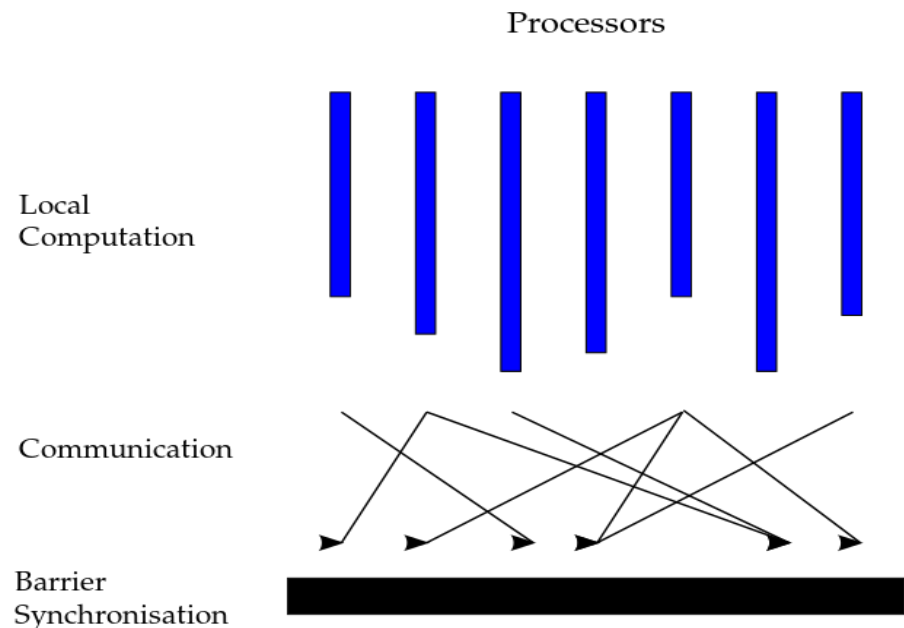 Processors
Local
Computation
Communication
Barrier
Synchronisation